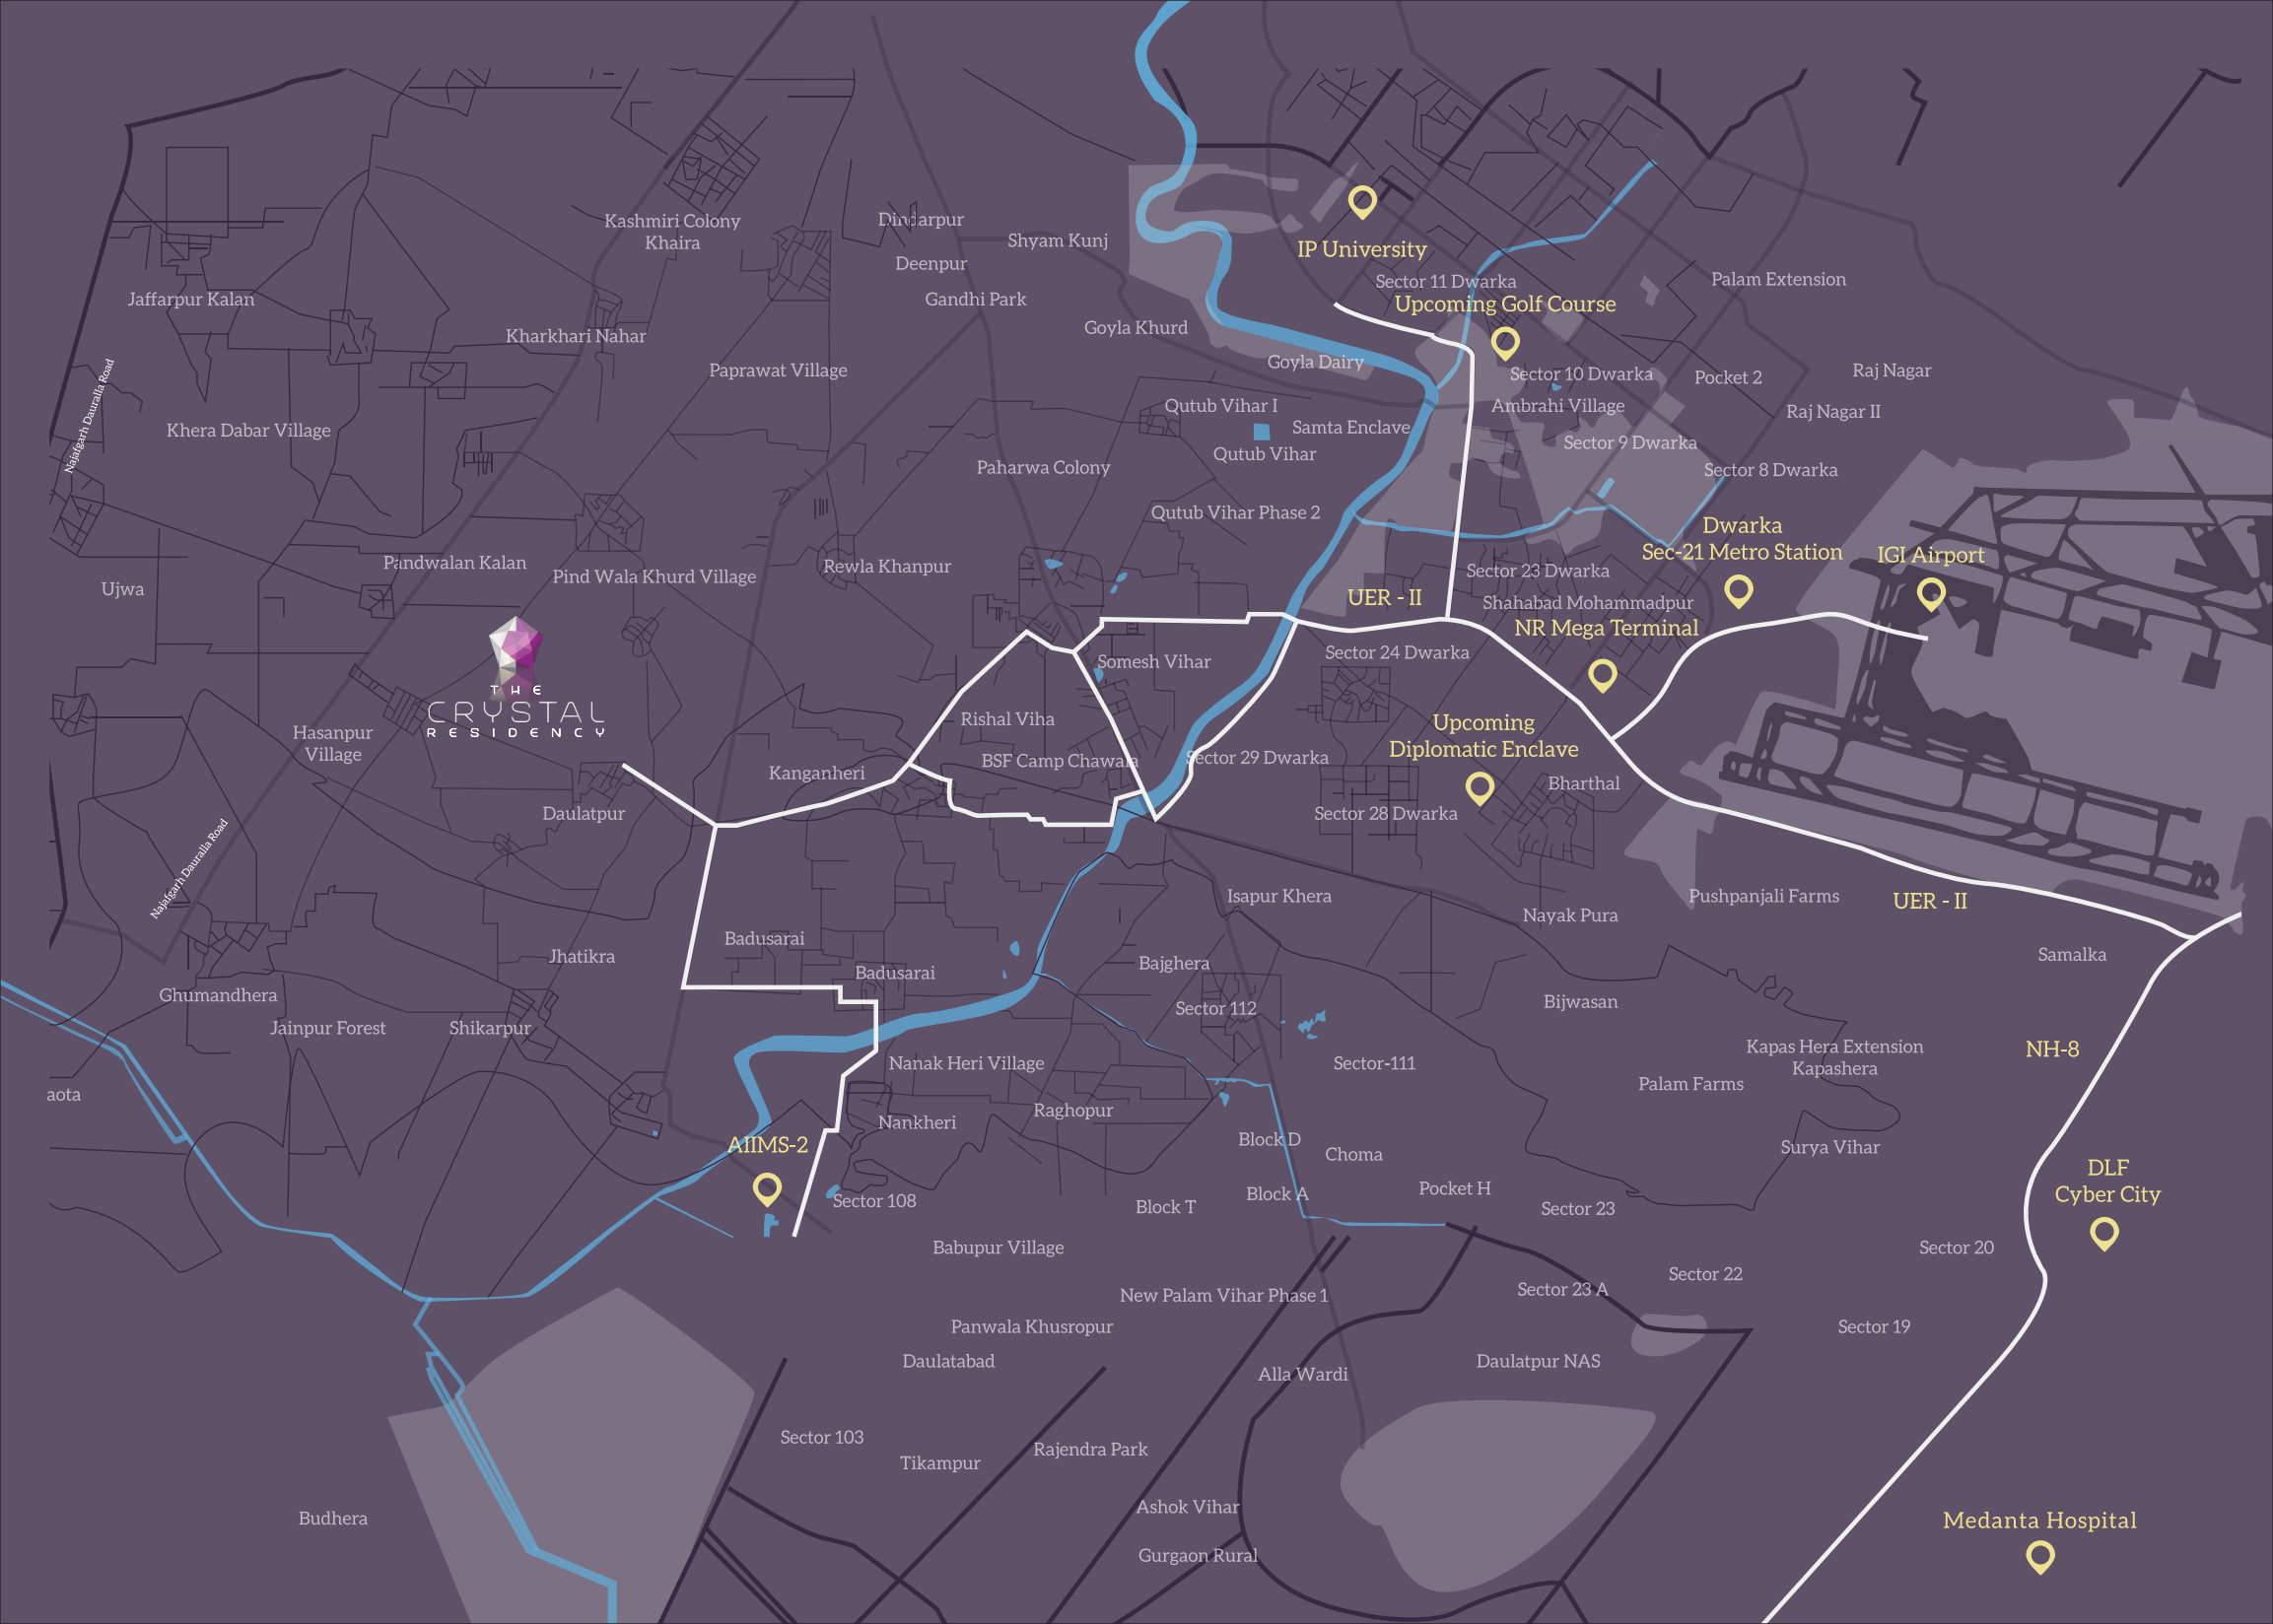 Kashmiri Colony
Khaira
Dindarpur
Shyam Kunj
IP University
Deenpur
Sector 11 Dwarka
Palam Extension
Jaffarpur Kalan
Gandhi Park
Upcoming Golf Course
Kharkhari Nahar
Goyla Khurd
Goyla Dairy
Paprawat Village
Sector 10 Dwarka
Pocket 2
Raj Nagar
Najafgarh Dauralla Road
Qutub Vihar I
Ambrahi Village
Raj Nagar II
Khera Dabar Village
Samta Enclave
Sector 9 Dwarka
Qutub Vihar
Paharwa Colony
Sector 8 Dwarka
Qutub Vihar Phase 2
Dwarka
Sec-21 Metro Station
IGI Airport
Pandwalan Kalan
Pind Wala Khurd Village
Rewla Khanpur
Sector 23 Dwarka
Ujwa
UER - II
Shahabad Mohammadpur
NR Mega Terminal
Sector 24 Dwarka
Somesh Vihar
THE
CRYSTAL
RESIDENCY
Rishal Viha
Upcoming
Diplomatic Enclave
Hasanpur
Village
BSF Camp Chawala
Sector 29 Dwarka
Kanganheri
Bharthal
Daulatpur
Sector 28 Dwarka
Najafgarh Dauralla Road
Isapur Khera
Pushpanjali Farms
UER - II
Nayak Pura
Badusarai
Jhatikra
Samalka
Bajghera
Badusarai
Ghumandhera
Bijwasan
Sector 112
Jainpur Forest
Shikarpur
Kapas Hera Extension
Kapashera
NH-8
Nanak Heri Village
Sector-111
Palam Farms
aota
Raghopur
Nankheri
AIIMS-2
Block D
Choma
Surya Vihar
DLF
Cyber City
Pocket H
Block A
Sector 108
Block T
Sector 23
Babupur Village
Sector 20
Sector 22
Sector 23 A
New Palam Vihar Phase 1
Panwala Khusropur
Sector 19
Daulatabad
Alla Wardi
Daulatpur NAS
Sector 103
Rajendra Park
Tikampur
Ashok Vihar
Budhera
Medanta Hospital
Gurgaon Rural